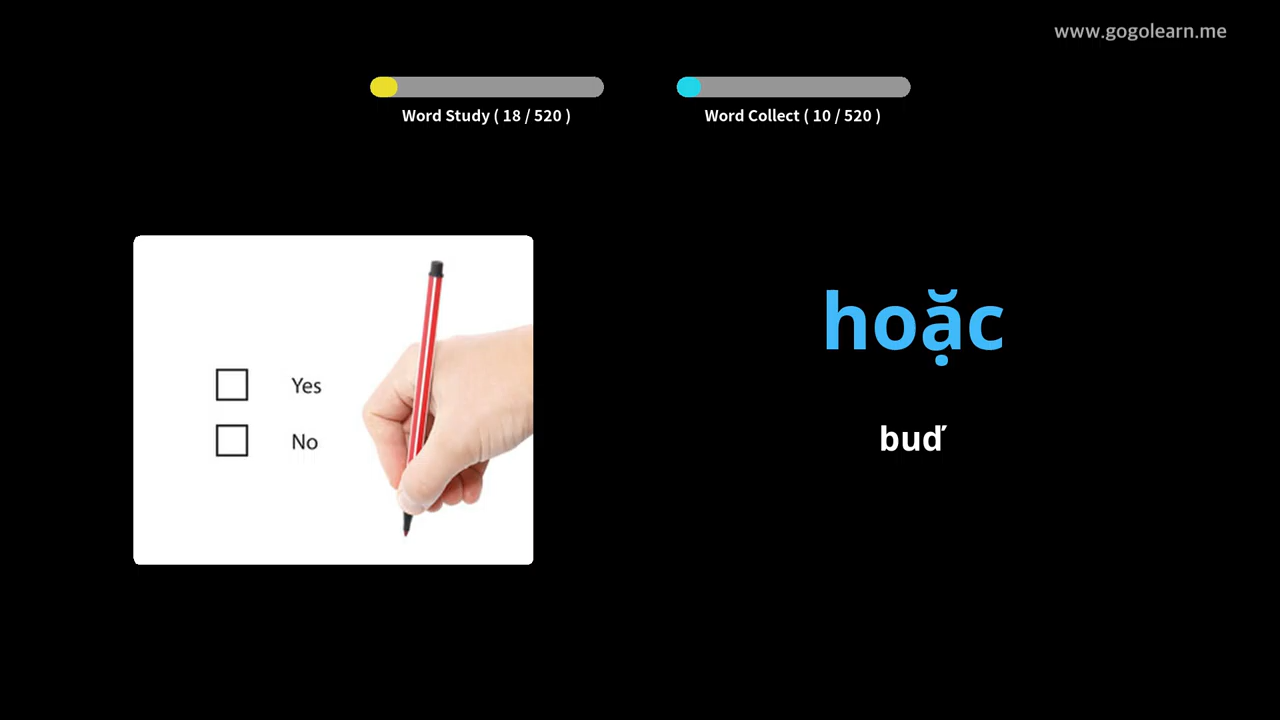 www.gogolearn.me
Word Study ( 18 / 520 )
Word Collect ( 10 / 520 )
Yes
No
hoặc
buď